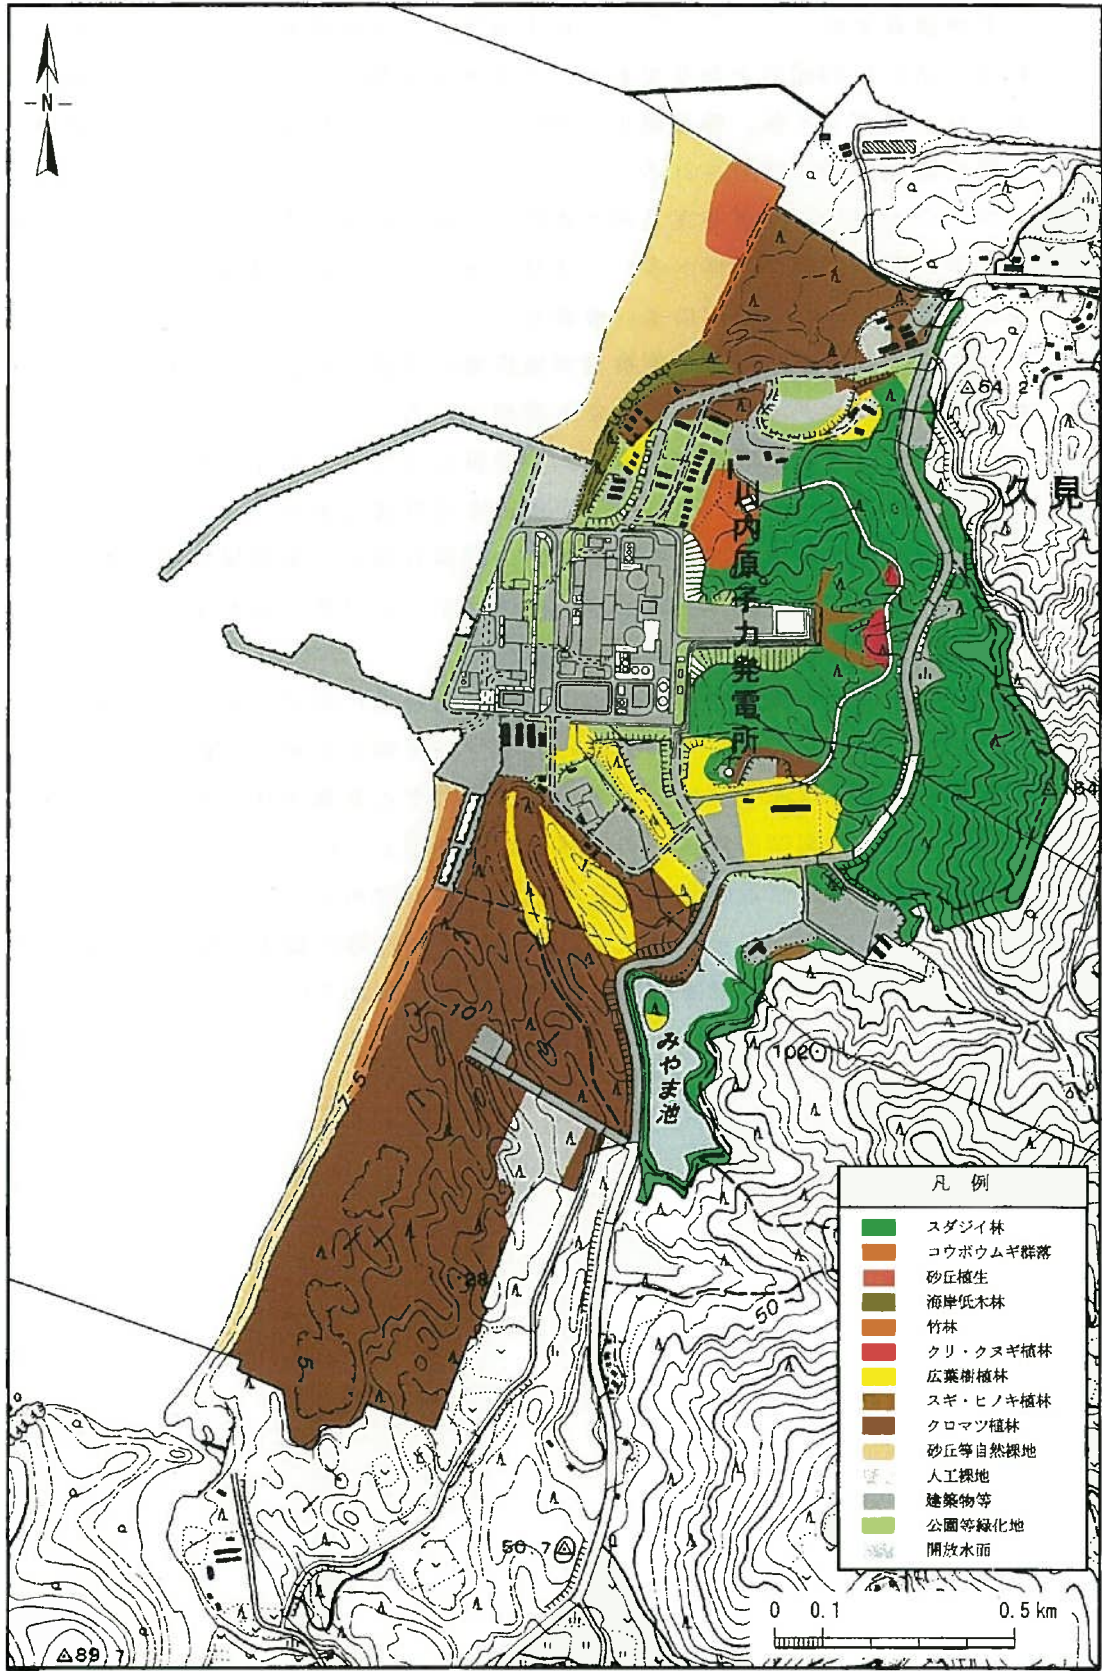 N
64 2
久見
川内原子力発電所
164
みやま池
102
10
7.5
28
5
50
50.7
89.7
凡 例
スダジイ林
コウボウムギ群落
砂丘植生
海岸低木林
竹林
クリ・クヌギ植林
広葉樹植林
スギ・ヒノキ植林
クロマツ植林
砂丘等自然裸地
人工裸地
建築物等
公園等緑化地
開放水面
0 0.1 0.5 km